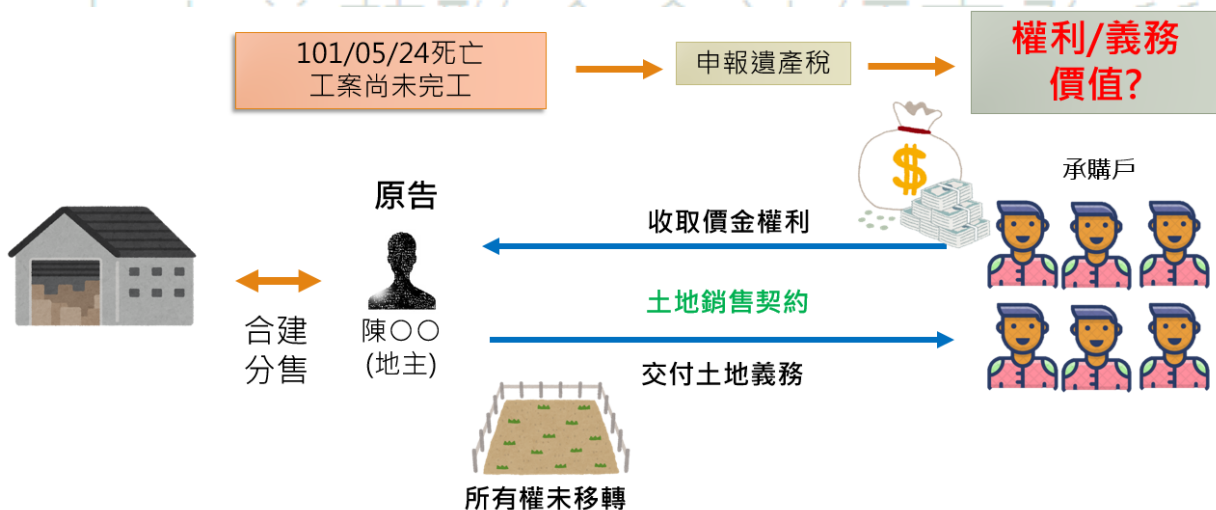 101/05/24死亡
工案尚未完工
申報遺產稅
權利/義務
價值?
承購戶
原告
收取價金權利
土地銷售契約
合建
分售
陳○○
(地主)
交付土地義務
所有權未移轉